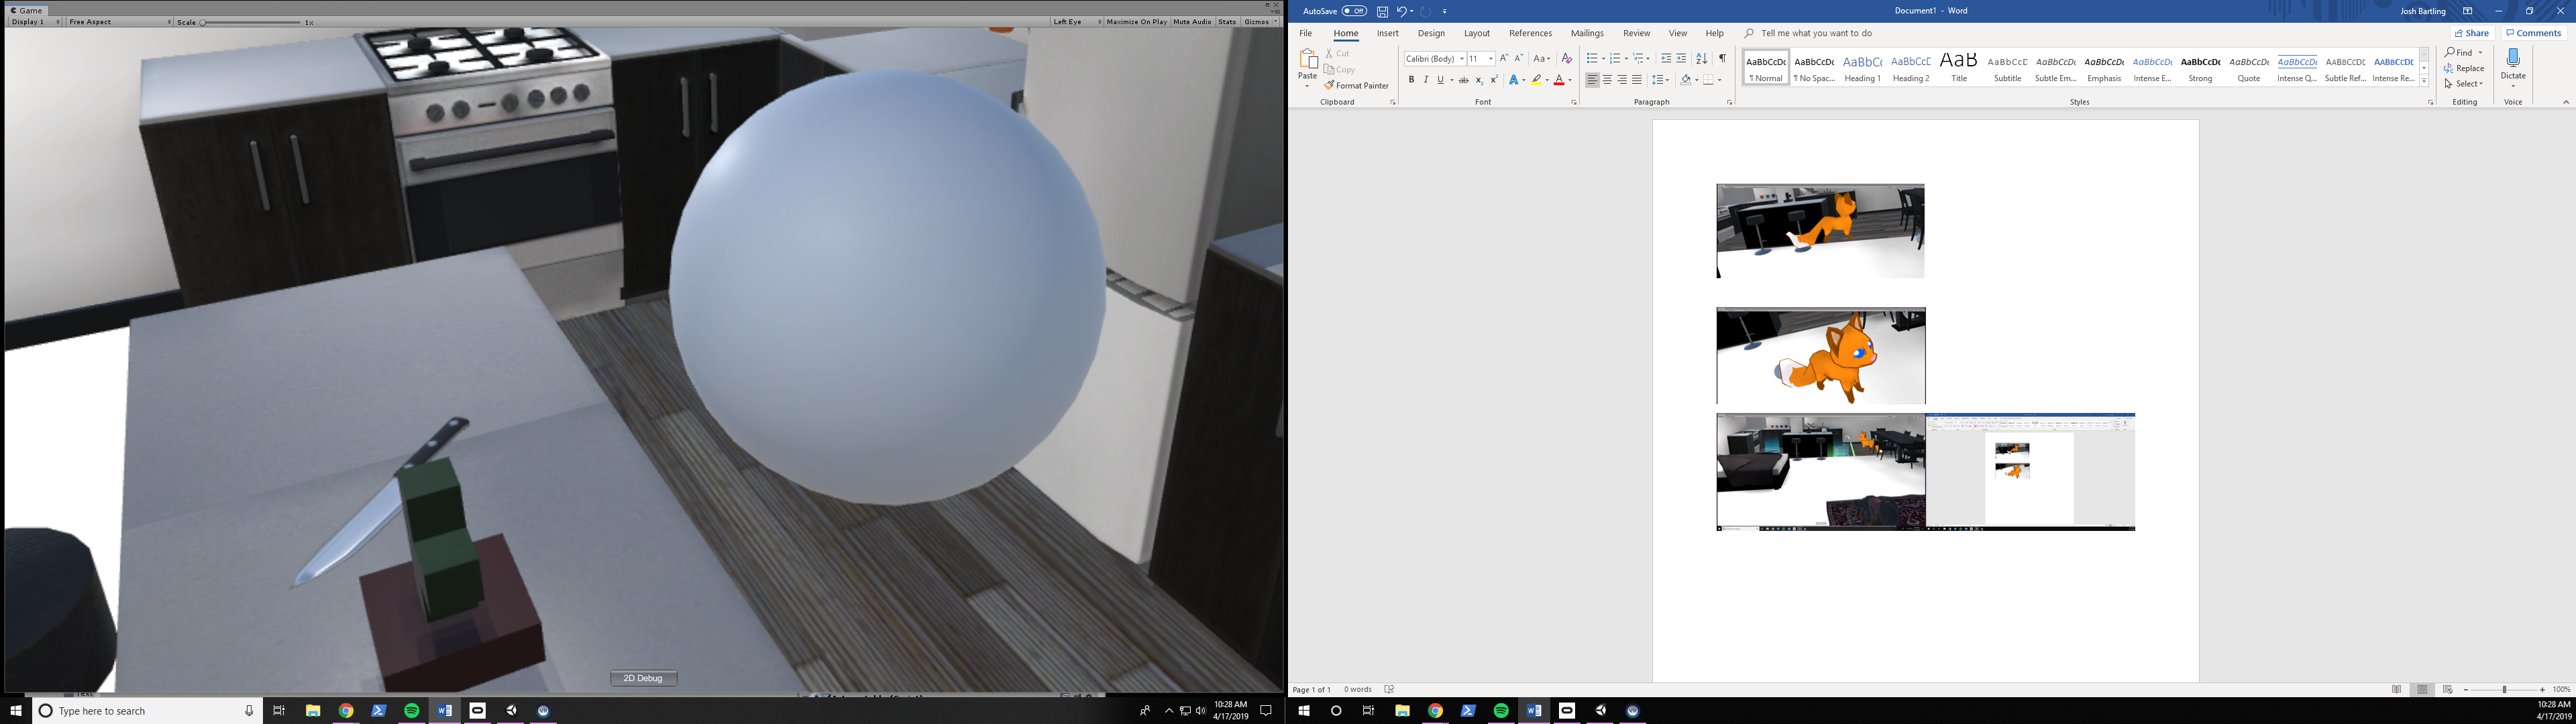 Game
Display 1 Free Aspect Scale 1x Left Eye Maximize On Play Mute Audio Stats Gizmos
2D Debug
Type here to search
10:28 AM
4/17/2019
AutoSave Off Document1 - Word Josh Bartling
File Home Insert Design Layout References Mailings Review View Help Tell me what you want to do Share Comments
Paste Cut
Copy
Format Painter
Clipboard
Calibri (Body) 11
Font
Paragraph
AaBbCcDc AaBbCcDc AaBbCc AaBbCcD AaB AaBbCcD AaBbCcDc AaBbCcDc AaBbCcDc AaBbCcDc AaBbCcDc AaBbCcDc AaBbCcDc AaBbCcDc
¶ Normal ¶ No Spac... Heading 1 Heading 2 Title Subtitle Subtle Em... Emphasis Intense E... Strong Quote Intense Q... Subtle Ref... Intense Re...
Styles
Find
Replace
Select
Editing
Dictate
Voice
Page 1 of 1 0 words 100%
10:28 AM
4/17/2019